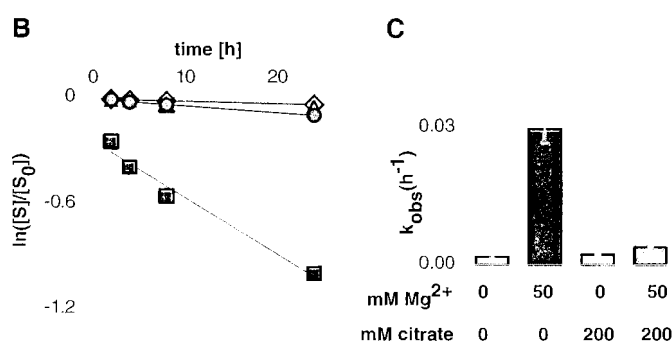 B
time [h]
0 10 20
0
-0.6
-1.2
ln([S]/[S0])
C
0.03
0.00
kobs(h-1)
mM Mg2+ 0 50 0 50
mM citrate 0 0 200 200